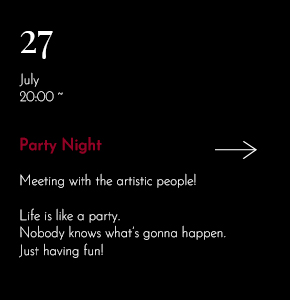 27
July
20:00 ~
Party Night
Meeting with the artistic people!
Life is like a party.
Nobody knows what's gonna happen.
Just having fun!